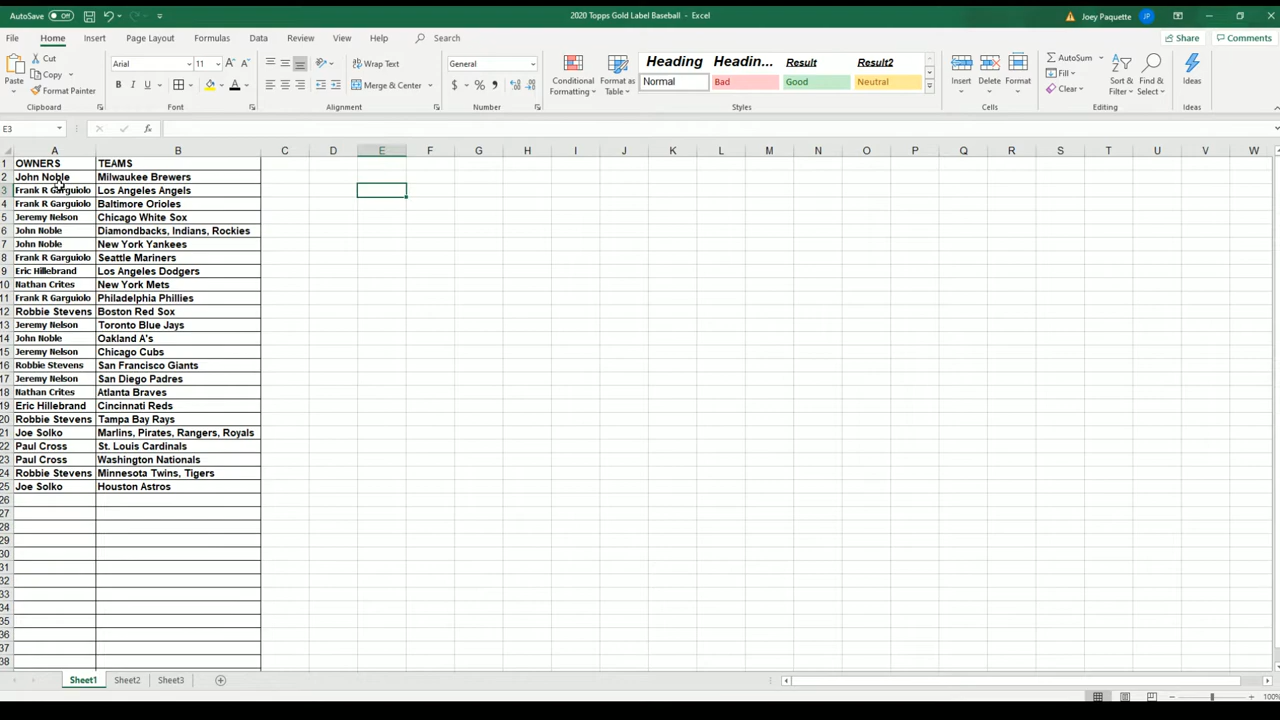 AutoSave Off 2020 Topps Gold Label Baseball - Excel Joey Paquette JP
File Home Insert Page Layout Formulas Data Review View Help Search Share Comments
Paste Cut Copy Format Painter Clipboard
Arial 11 A A B I U A Font
Wrap Text Merge & Center Alignment
General $ % Number
Conditional Formatting Format as Table
Heading Headin... Result Result2
Normal Bad Good Neutral
Styles
Insert Delete Format Cells
AutoSum Fill Clear Sort & Filter Find & Select Editing
Ideas Ideas
E3 fx
A B C D E F G H I J K L M N O P Q R S T U V W
1 OWNERS TEAMS
2 John Noble Milwaukee Brewers
3 Frank R Garguiolo Los Angeles Angels
4 Frank R Garguiolo Baltimore Orioles
5 Jeremy Nelson Chicago White Sox
6 John Noble Diamondbacks, Indians, Rockies
7 John Noble New York Yankees
8 Frank R Garguiolo Seattle Mariners
9 Eric Hillebrand Los Angeles Dodgers
10 Nathan Crites New York Mets
11 Frank R Garguiolo Philadelphia Phillies
12 Robbie Stevens Boston Red Sox
13 Jeremy Nelson Toronto Blue Jays
14 John Noble Oakland A's
15 Jeremy Nelson Chicago Cubs
16 Robbie Stevens San Francisco Giants
17 Jeremy Nelson San Diego Padres
18 Nathan Crites Atlanta Braves
19 Eric Hillebrand Cincinnati Reds
20 Robbie Stevens Tampa Bay Rays
21 Joe Solko Marlins, Pirates, Rangers, Royals
22 Paul Cross St. Louis Cardinals
23 Paul Cross Washington Nationals
24 Robbie Stevens Minnesota Twins, Tigers
25 Joe Solko Houston Astros
26
27
28
29
30
31
32
33
34
35
36
37
38
Sheet1 Sheet2 Sheet3
100%